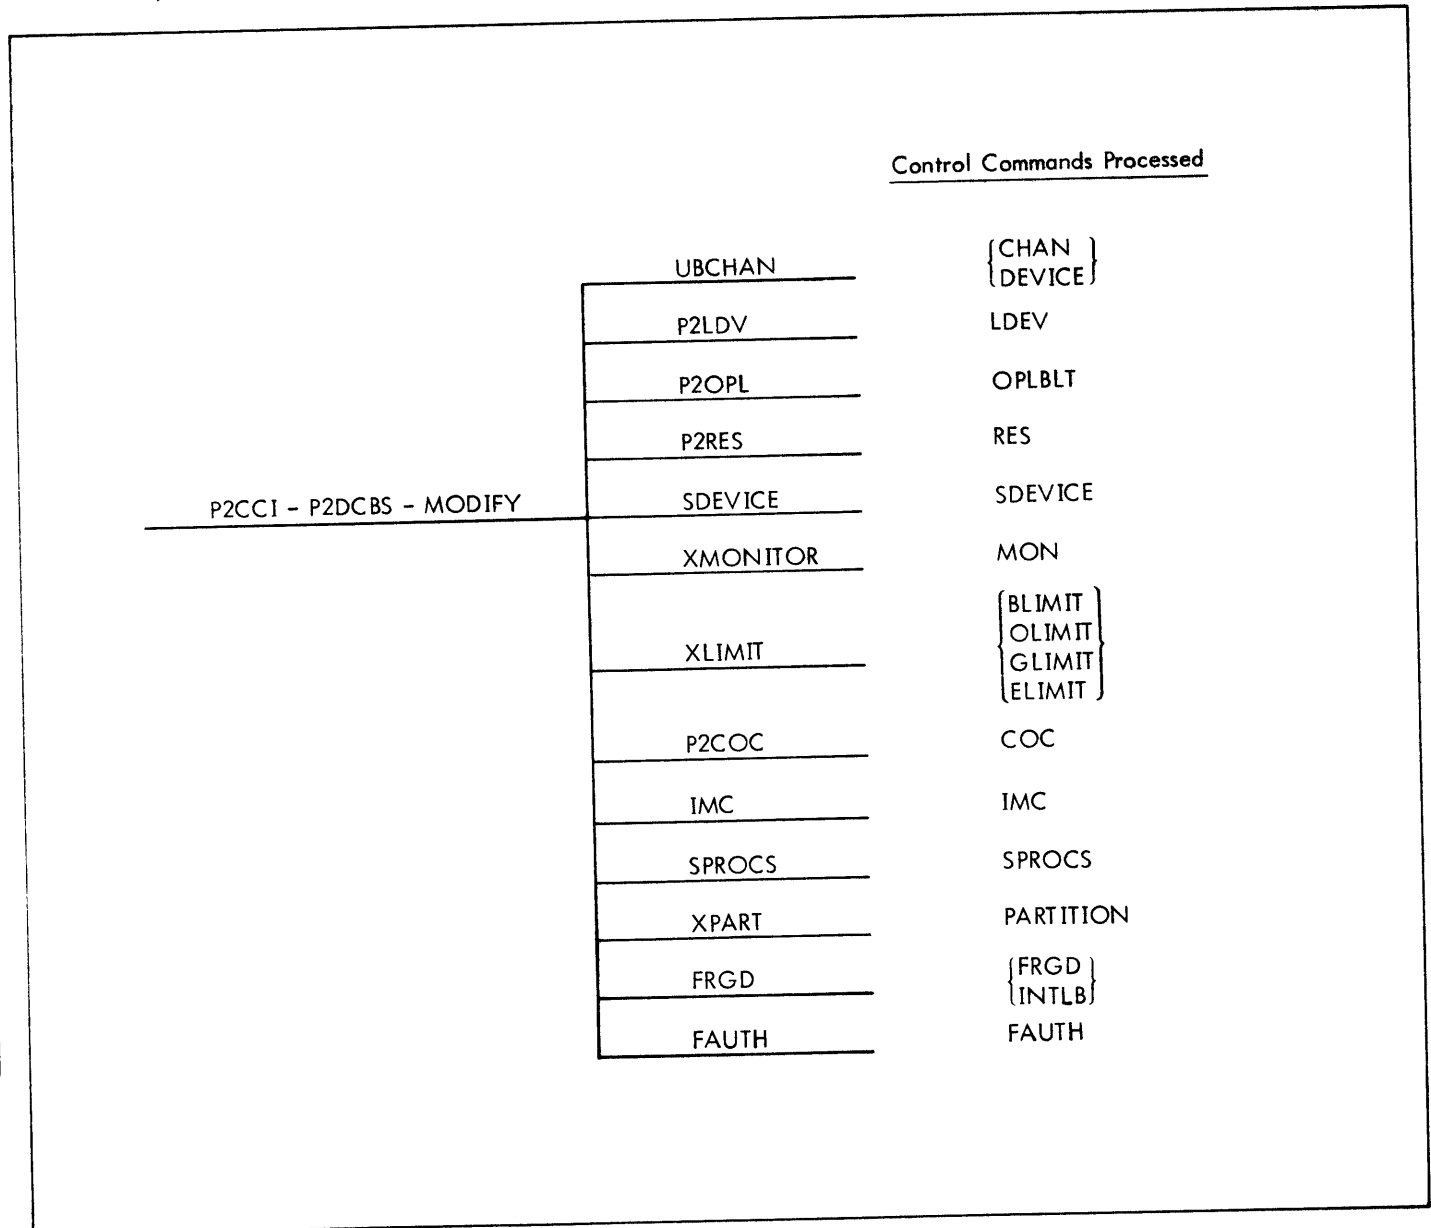 Control Commands Processed
UBCHAN
CHAN
DEVICE
P2LDV LDEV
P2OPL OPLBLT
P2RES RES
P2CCI - P2DCBS - MODIFY
SDEVICE SDEVICE
XMONITOR MON
XLIMIT
BLIMIT
OLIMIT
GLIMIT
ELIMIT
P2COC COC
IMC IMC
SPROCS SPROCS
XPART PARTITION
FRGD
FRGD
INTLB
FAUTH FAUTH